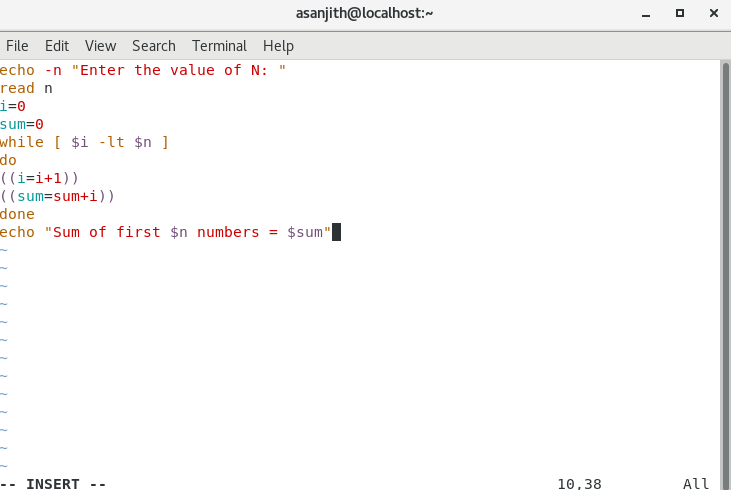 asanjith@localhost:~
File Edit View Search Terminal Help
echo -n "Enter the value of N: "
read n
i=0
sum=0
while [ $i -lt $n ]
do
((i=i+1))
((sum=sum+i))
done
echo "Sum of first $n numbers = $sum"
~
~
~
~
~
~
~
~
~
~
~
~
~
-- INSERT -- 10,38 All